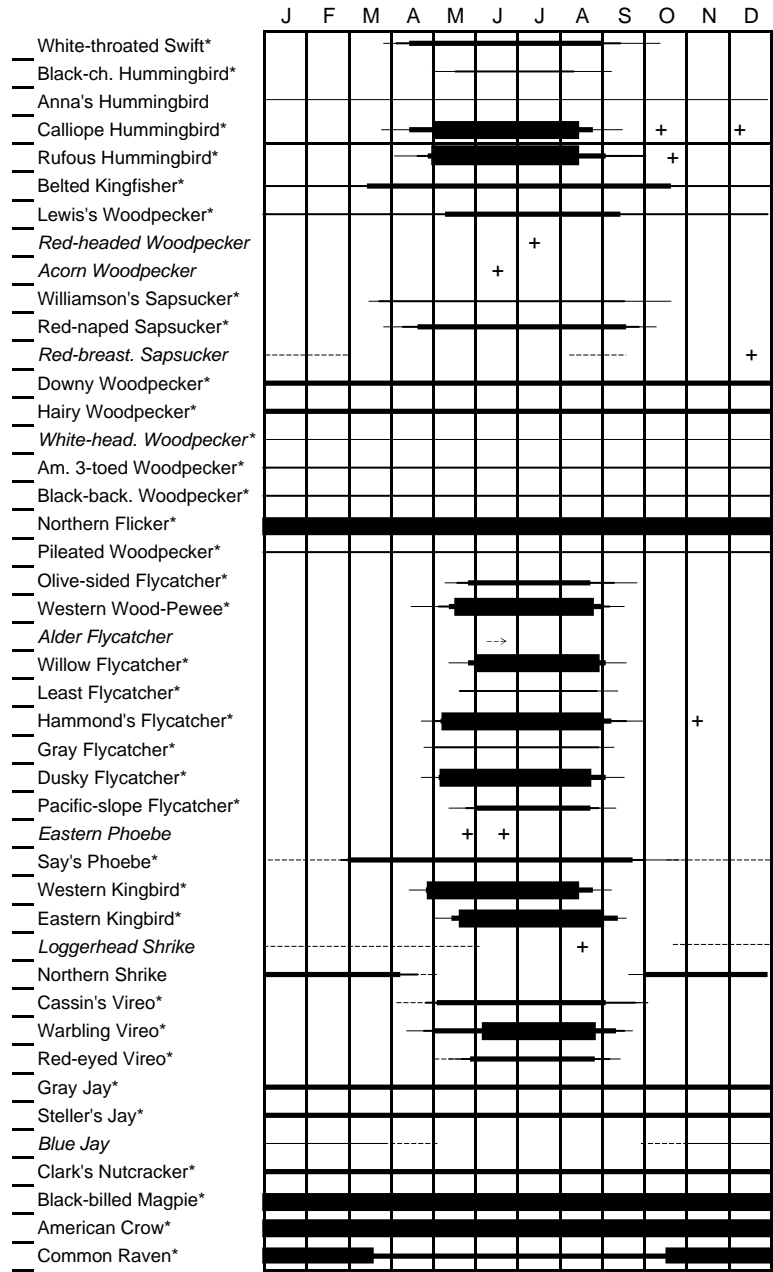 J F M A M J J A S O N D
White-throated Swift*
Black-ch. Hummingbird*
Anna's Hummingbird
Calliope Hummingbird* + +
Rufous Hummingbird* +
Belted Kingfisher*
Lewis's Woodpecker*
Red-headed Woodpecker +
Acorn Woodpecker +
Williamson's Sapsucker*
Red-naped Sapsucker*
Red-breast. Sapsucker +
Downy Woodpecker*
Hairy Woodpecker*
White-head. Woodpecker*
Am. 3-toed Woodpecker*
Black-back. Woodpecker*
Northern Flicker*
Pileated Woodpecker*
Olive-sided Flycatcher*
Western Wood-Pewee*
Alder Flycatcher
Willow Flycatcher*
Least Flycatcher*
Hammond's Flycatcher* +
Gray Flycatcher*
Dusky Flycatcher*
Pacific-slope Flycatcher*
Eastern Phoebe + +
Say's Phoebe*
Western Kingbird*
Eastern Kingbird*
Loggerhead Shrike +
Northern Shrike
Cassin's Vireo*
Warbling Vireo*
Red-eyed Vireo*
Gray Jay*
Steller's Jay*
Blue Jay
Clark's Nutcracker*
Black-billed Magpie*
American Crow*
Common Raven*